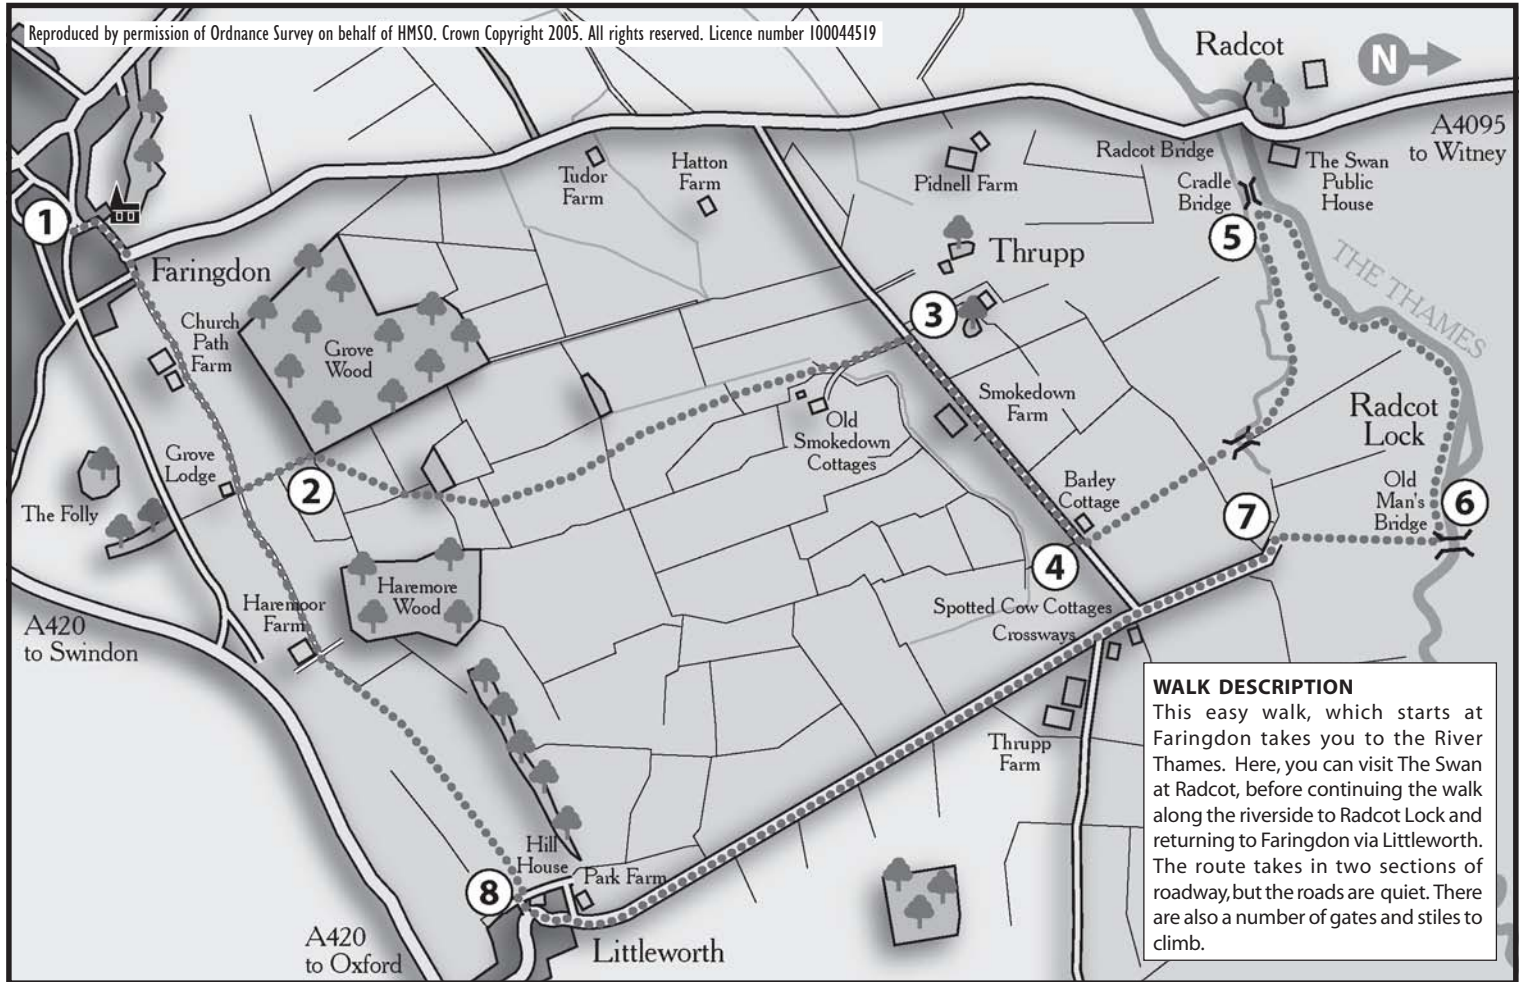 Reproduced by permission of Ordnance Survey on behalf of HMSO. Crown Copyright 2005. All rights reserved. Licence number 100044519
Radcot
N
A4095
to Witney
Radcot Bridge
The Swan
Public
House
Cradle
Bridge
5
Tudor
Farm
Hatton
Farm
Pidnell Farm
Thrupp
THE THAMES
1
Faringdon
Church
Path
Farm
Grove
Wood
3
Smokedown
Farm
Radcot
Lock
Old
Smokedown
Cottages
Grove
Lodge
2
The Folly
Barley
Cottage
7
Old
Man's
Bridge
6
4
Haremoor
Farm
Haremore
Wood
Spotted Cow Cottages
Crossways
A420
to Swindon
Thrupp
Farm
Hill
House
Park Farm
8
A420
to Oxford
Littleworth
WALK DESCRIPTION
This easy walk, which starts at
Faringdon takes you to the River
Thames. Here, you can visit The Swan
at Radcot, before continuing the walk
along the riverside to Radcot Lock and
returning to Faringdon via Littleworth.
The route takes in two sections of
roadway, but the roads are quiet. There
are also a number of gates and stiles to
climb.